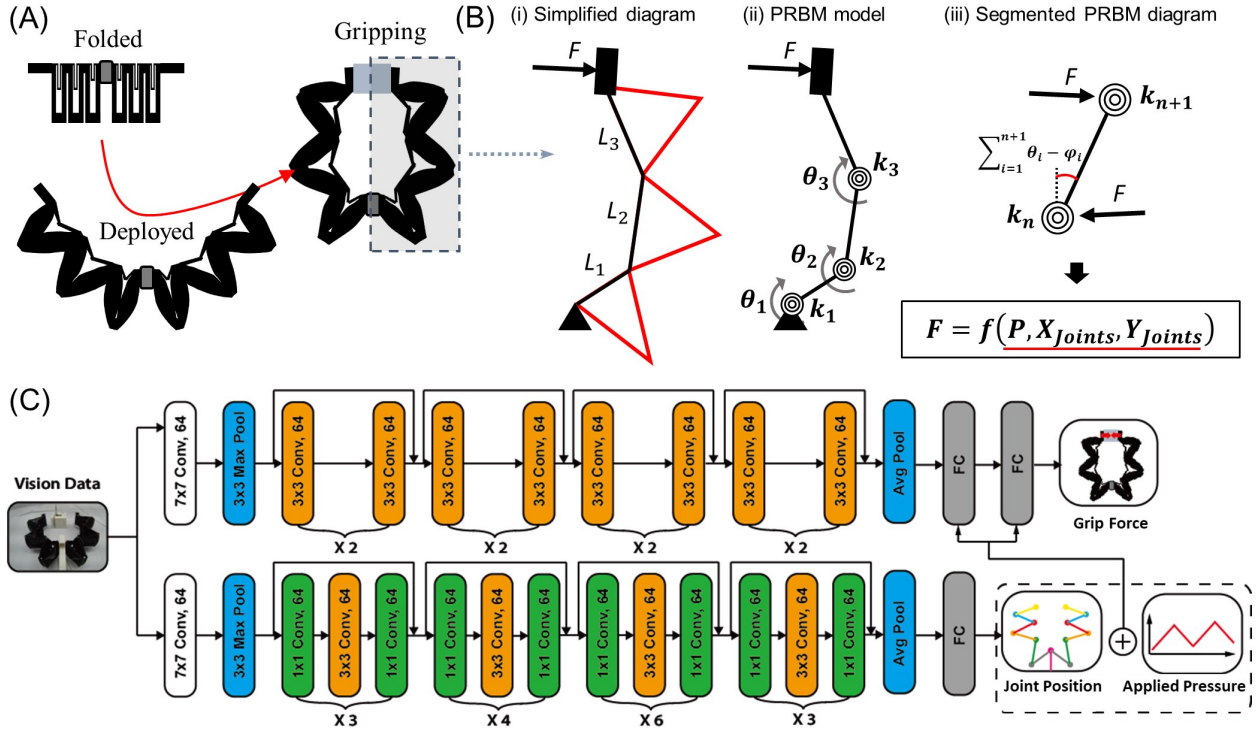 (A)
Folded
Deployed
Gripping
(B)
(i) Simplified diagram
F
L3
L2
L1
(ii) PRBM model
F
θ3
k3
θ2
k2
θ1
k1
(iii) Segmented PRBM diagram
F
kn+1
∑ n+1 i=1 θi − φi
F
kn
F = f(P, XJoints, YJoints)
(C)
Vision Data
7x7 Conv, 64
3x3 Max Pool
3x3 Conv, 64
3x3 Conv, 64
3x3 Conv, 64
3x3 Conv, 64
3x3 Conv, 64
3x3 Conv, 64
3x3 Conv, 64
3x3 Conv, 64
Avg Pool
FC
FC
X 2
X 2
X 2
X 2
Grip Force
7x7 Conv, 64
3x3 Max Pool
1x1 Conv, 64
3x3 Conv, 64
1x1 Conv, 64
1x1 Conv, 64
3x3 Conv, 64
1x1 Conv, 64
1x1 Conv, 64
3x3 Conv, 64
1x1 Conv, 64
1x1 Conv, 64
3x3 Conv, 64
1x1 Conv, 64
Avg Pool
FC
X 3
X 4
X 6
X 3
+
Joint Position
Applied Pressure